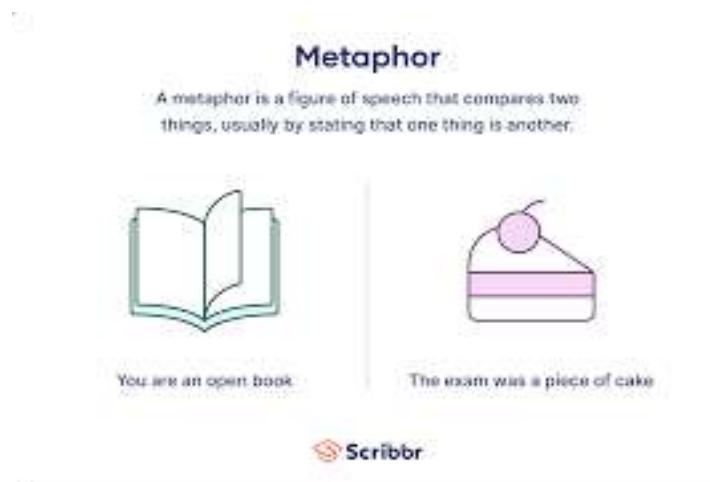 Metaphor
A metaphor is a figure of speech that compares two
things, usually by stating that one thing is another.
You are an open book
The exam was a piece of cake
Scribbr